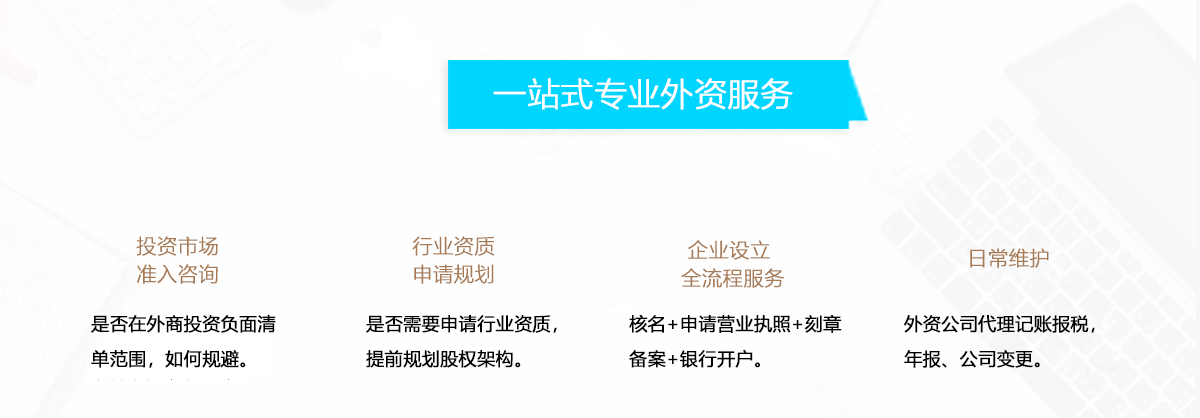 一站式专业外资服务
投资市场
准入咨询
行业资质
申请规划
企业设立
全流程服务
日常维护
是否在外商投资负面清
单范围，如何规避。
是否需要申请行业资质，
提前规划股权架构。
核名+申请营业执照+刻章
备案+银行开户。
外资公司代理记账报税，
年报、公司变更。